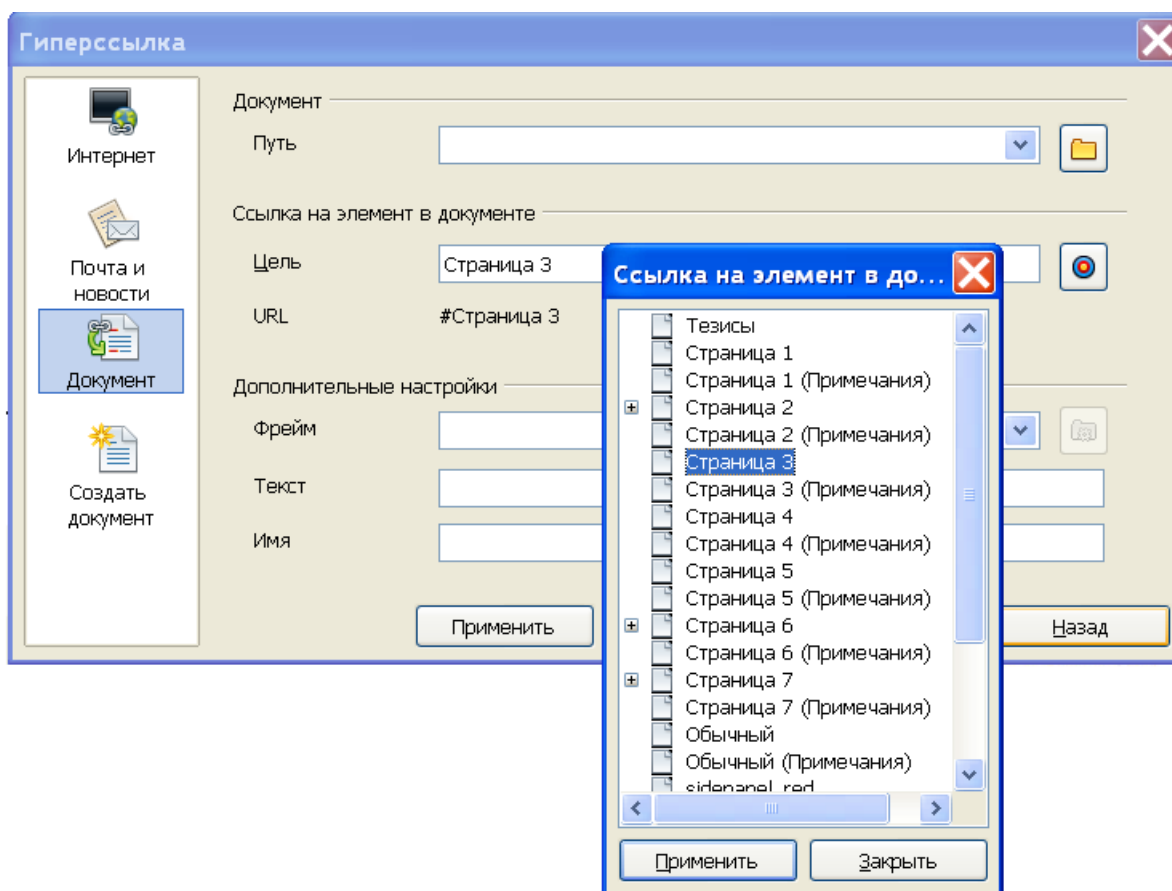 Гиперссылка
Интернет
Почта и
новости
Документ
Создать
документ
Документ
Путь
Ссылка на элемент в документе
Цель
Страница 3
URL
#Страница 3
Дополнительные настройки
Фрейм
Текст
Имя
Применить
Назад
Ссылка на элемент в до...
Тезисы
Страница 1
Страница 1 (Примечания)
Страница 2
Страница 2 (Примечания)
Страница 3
Страница 3 (Примечания)
Страница 4
Страница 4 (Примечания)
Страница 5
Страница 5 (Примечания)
Страница 6
Страница 6 (Примечания)
Страница 7
Страница 7 (Примечания)
Обычный
Обычный (Примечания)
sidepanel_red
Применить
Закрыть